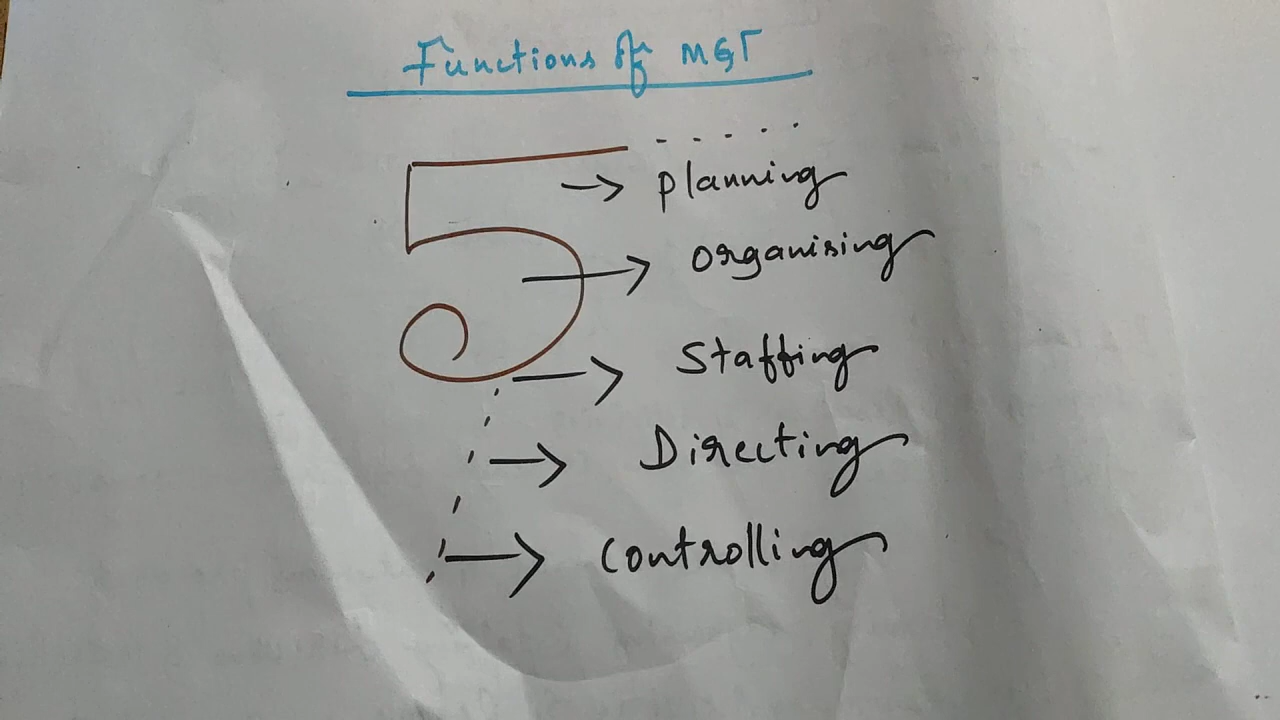 Functions of MGT
5
→ planning
→ organising
→ Staffing
→ Directing
→ controlling